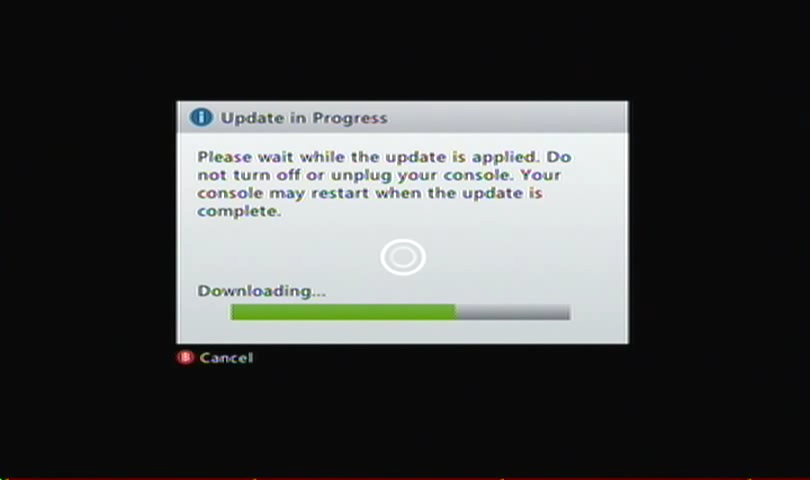 Update in Progress
Please wait while the update is applied. Do
not turn off or unplug your console. Your
console may restart when the update is
complete.
Downloading...
B Cancel